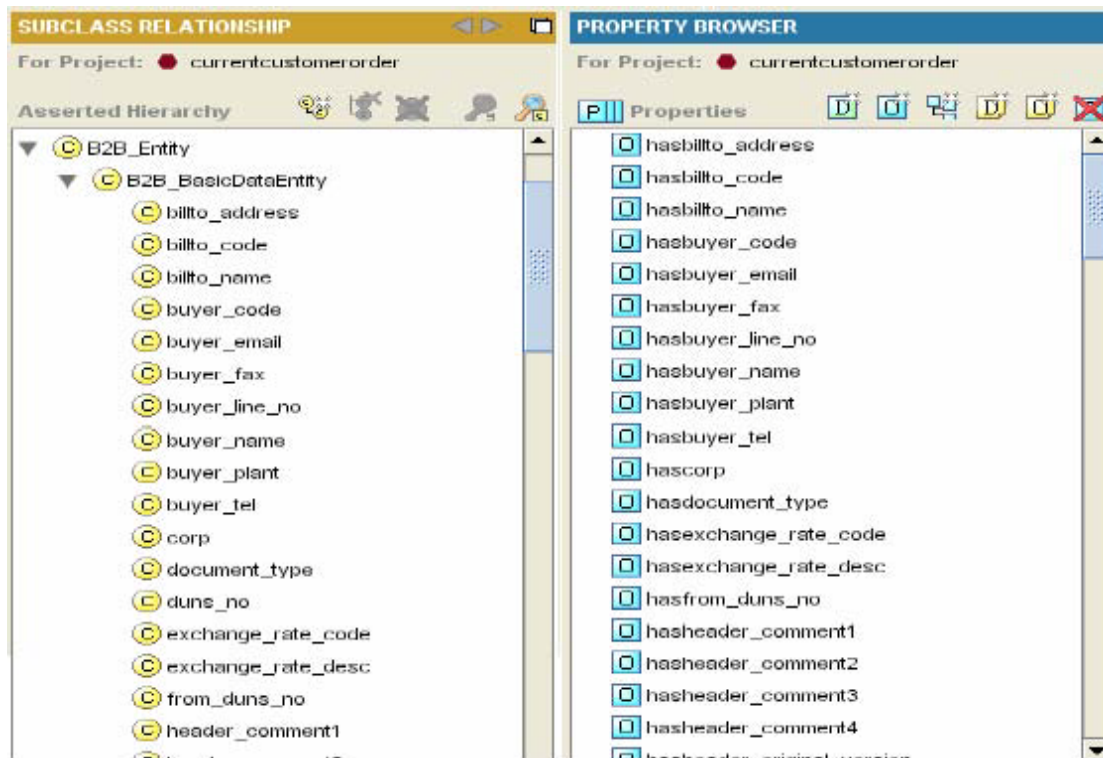 SUBCLASS RELATIONSHIP
For Project: currentcustomerorder
Asserted Hierarchy
B2B_Entity
B2B_BasicDataEntity
billto_address
billto_code
billto_name
buyer_code
buyer_email
buyer_fax
buyer_line_no
buyer_name
buyer_plant
buyer_tel
corp
document_type
duns_no
exchange_rate_code
exchange_rate_desc
from_duns_no
header_comment1
PROPERTY BROWSER
For Project: currentcustomerorder
Properties
hasbillto_address
hasbillto_code
hasbillto_name
hasbuyer_code
hasbuyer_email
hasbuyer_fax
hasbuyer_line_no
hasbuyer_name
hasbuyer_plant
hasbuyer_tel
hascorp
hasdocument_type
hasexchange_rate_code
hasexchange_rate_desc
hasfrom_duns_no
hasheader_comment1
hasheader_comment2
hasheader_comment3
hasheader_comment4